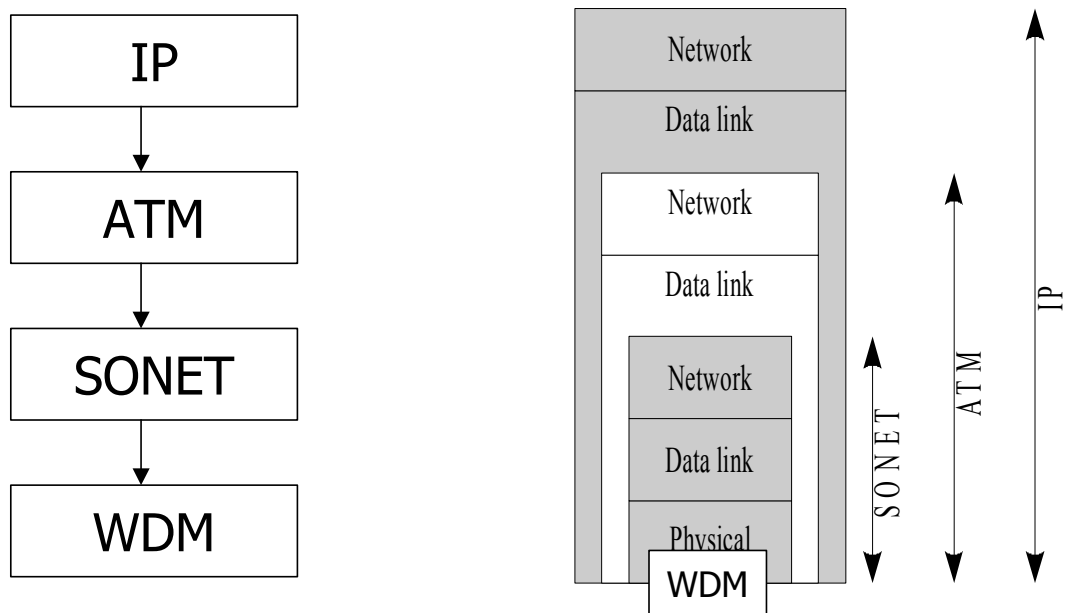 IP
ATM
SONET
WDM
Network
Data link
Network
Data link
Network
Data link
Physical
WDM
SONET
ATM
IP